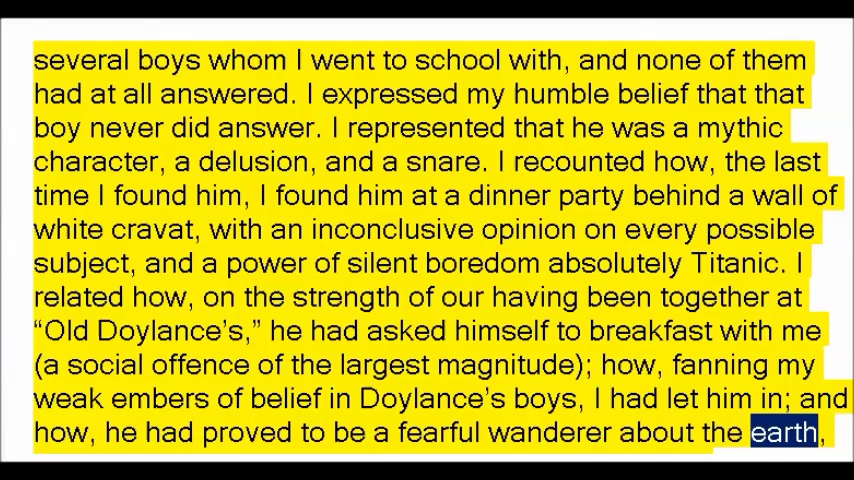 several boys whom I went to school with, and none of them
had at all answered. I expressed my humble belief that that
boy never did answer. I represented that he was a mythic
character, a delusion, and a snare. I recounted how, the last
time I found him, I found him at a dinner party behind a wall of
white cravat, with an inconclusive opinion on every possible
subject, and a power of silent boredom absolutely Titanic. I
related how, on the strength of our having been together at
“Old Doylance’s,” he had asked himself to breakfast with me
(a social offence of the largest magnitude); how, fanning my
weak embers of belief in Doylance’s boys, I had let him in; and
how, he had proved to be a fearful wanderer about the earth,